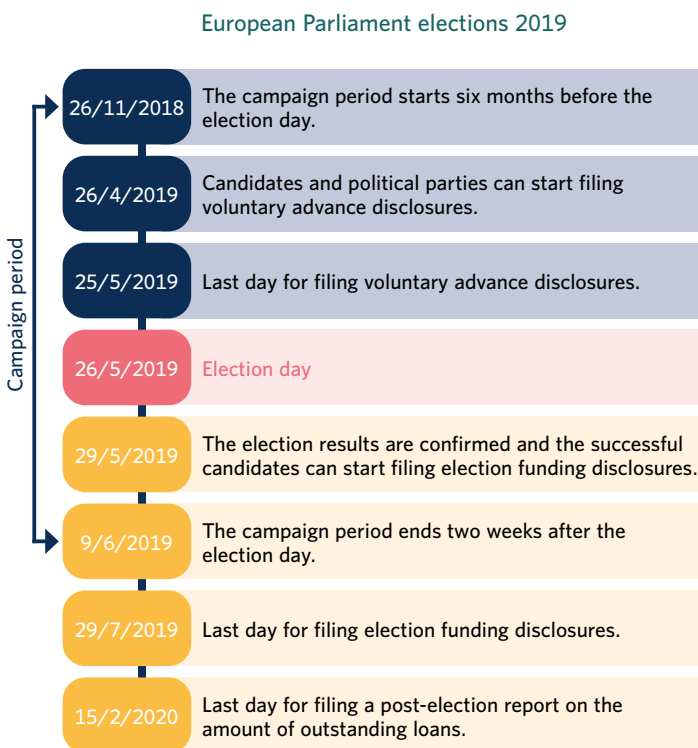 European Parliament elections 2019
Campaign period
26/11/2018
The campaign period starts six months before the
election day.
26/4/2019
Candidates and political parties can start filing
voluntary advance disclosures.
25/5/2019
Last day for filing voluntary advance disclosures.
26/5/2019
Election day
29/5/2019
The election results are confirmed and the successful
candidates can start filing election funding disclosures.
9/6/2019
The campaign period ends two weeks after the
election day.
29/7/2019
Last day for filing election funding disclosures.
15/2/2020
Last day for filing a post-election report on the
amount of outstanding loans.